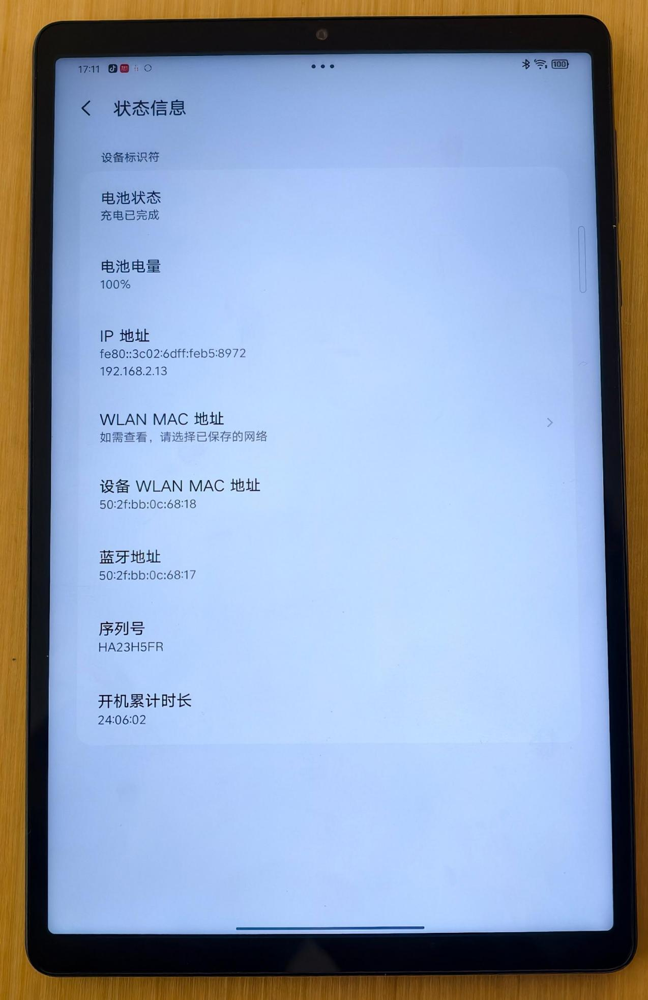 17:11
100
状态信息
设备标识符
电池状态
充电已完成
电池电量
100%
IP 地址
fe80::3c02:6dff:feb5:8972
192.168.2.13
WLAN MAC 地址
如需查看，请选择已保存的网络
设备 WLAN MAC 地址
50:2f:bb:0c:68:18
蓝牙地址
50:2f:bb:0c:68:17
序列号
HA23H5FR
开机累计时长
24:06:02